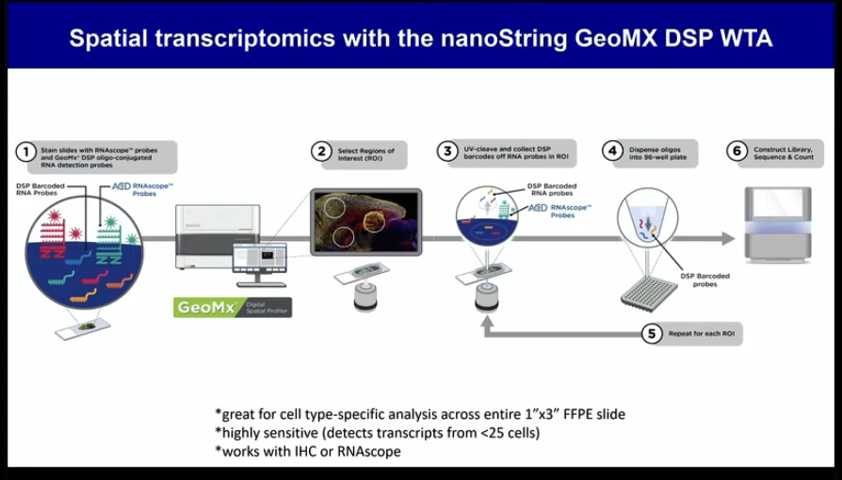 Spatial transcriptomics with the nanoString GeoMX DSP WTA
1
Stain slides with RNAscope™ probes
and GeoMx® DSP oligo-conjugated
RNA detection probes
DSP Barcoded
RNA Probes
ACD RNAscope™
Probes
GeoMx®
Digital
Spatial Profiler
2
Select Regions of
Interest (ROI)
3
UV-cleave and collect DSP
barcodes off RNA probes in ROI
DSP Barcoded
RNA Probes
ACD RNAscope™
Probes
4
Dispense oligos
into 96-well plate
DSP Barcoded
probes
5
Repeat for each ROI
6
Construct Library,
Sequence & Count
*great for cell type-specific analysis across entire 1”x3” FFPE slide
*highly sensitive (detects transcripts from <25 cells)
*works with IHC or RNAscope